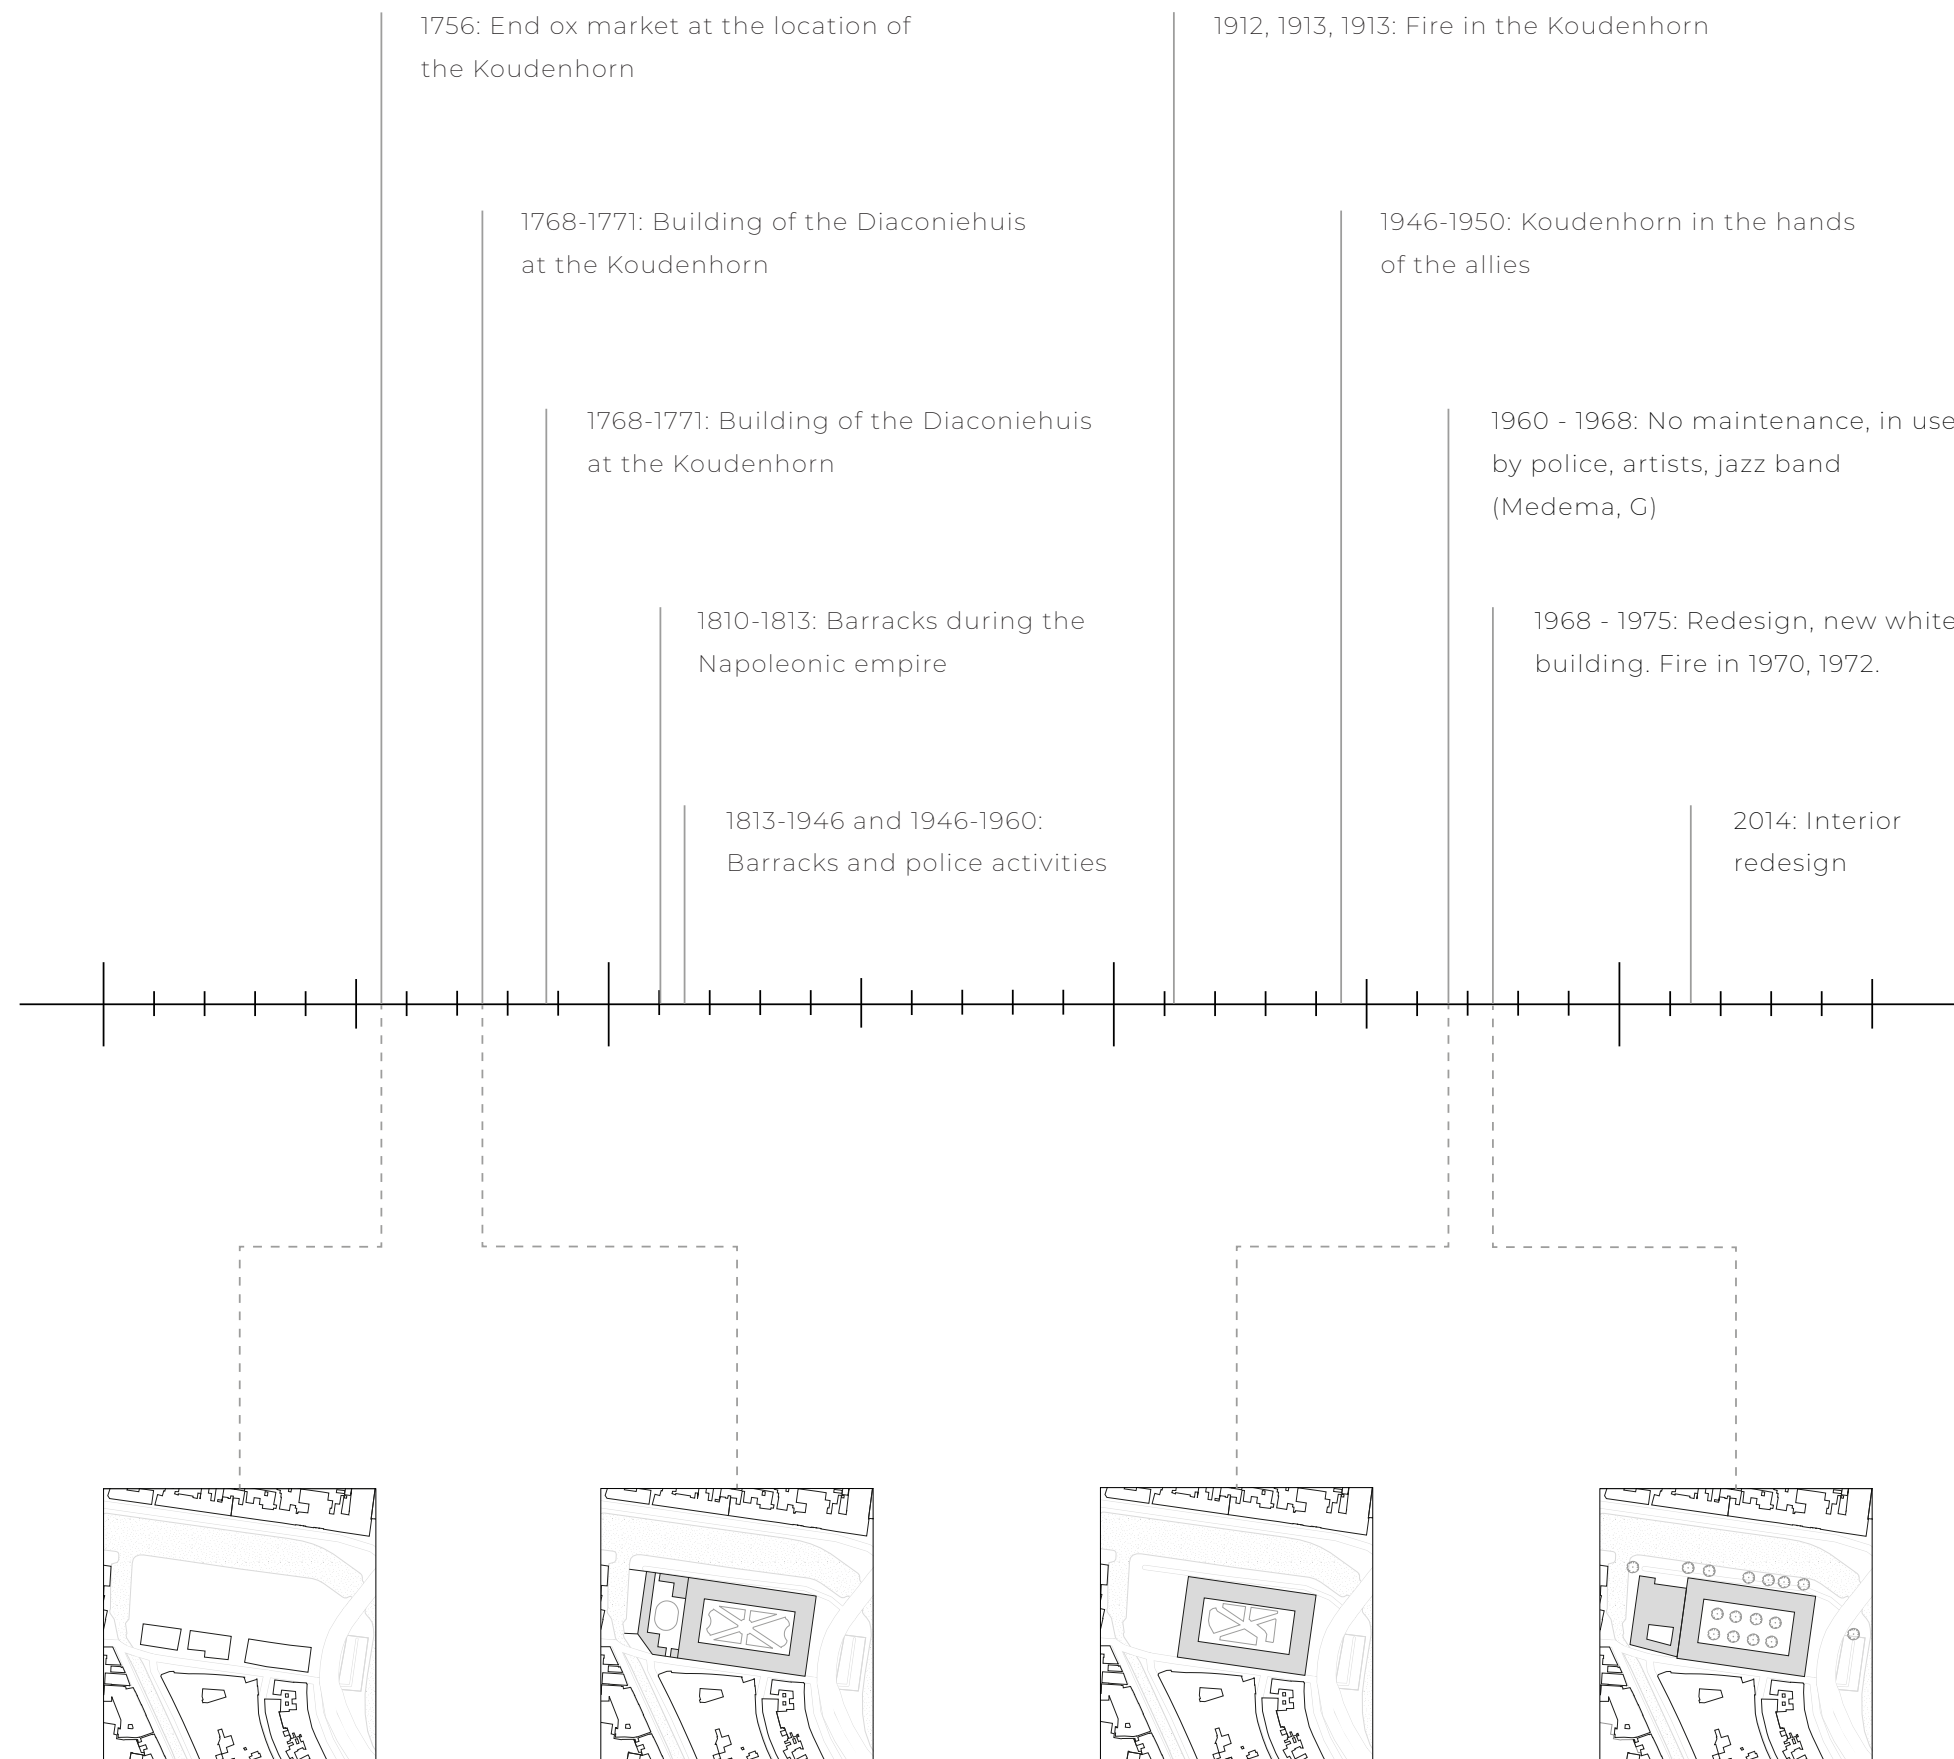 1756: End ox market at the location of
the Koudenhorn
1912, 1913, 1913: Fire in the Koudenhorn
1768-1771: Building of the Diaconiehuis
at the Koudenhorn
1946-1950: Koudenhorn in the hands
of the allies
1768-1771: Building of the Diaconiehuis
at the Koudenhorn
1960 - 1968: No maintenance, in use
by police, artists, jazz band
(Medema, G)
1810-1813: Barracks during the
Napoleonic empire
1968 - 1975: Redesign, new white
building. Fire in 1970, 1972.
1813-1946 and 1946-1960:
Barracks and police activities
2014: Interior
redesign